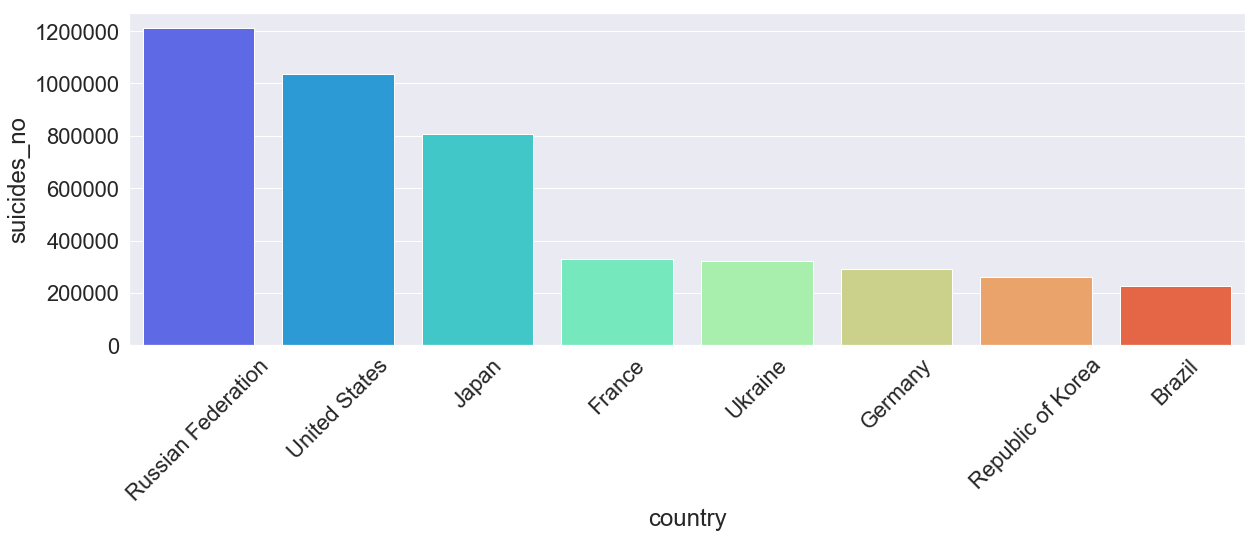 suicides_no
1200000
1000000
800000
600000
400000
200000
0
Russian Federation
United States
Japan
France
Ukraine
Germany
Republic of Korea
Brazil
country